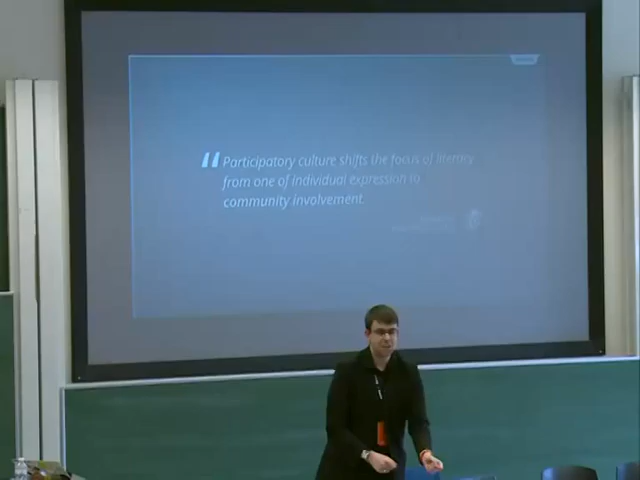 Participatory culture shifts the focus of literacy
from one of individual expression to
community involvement.